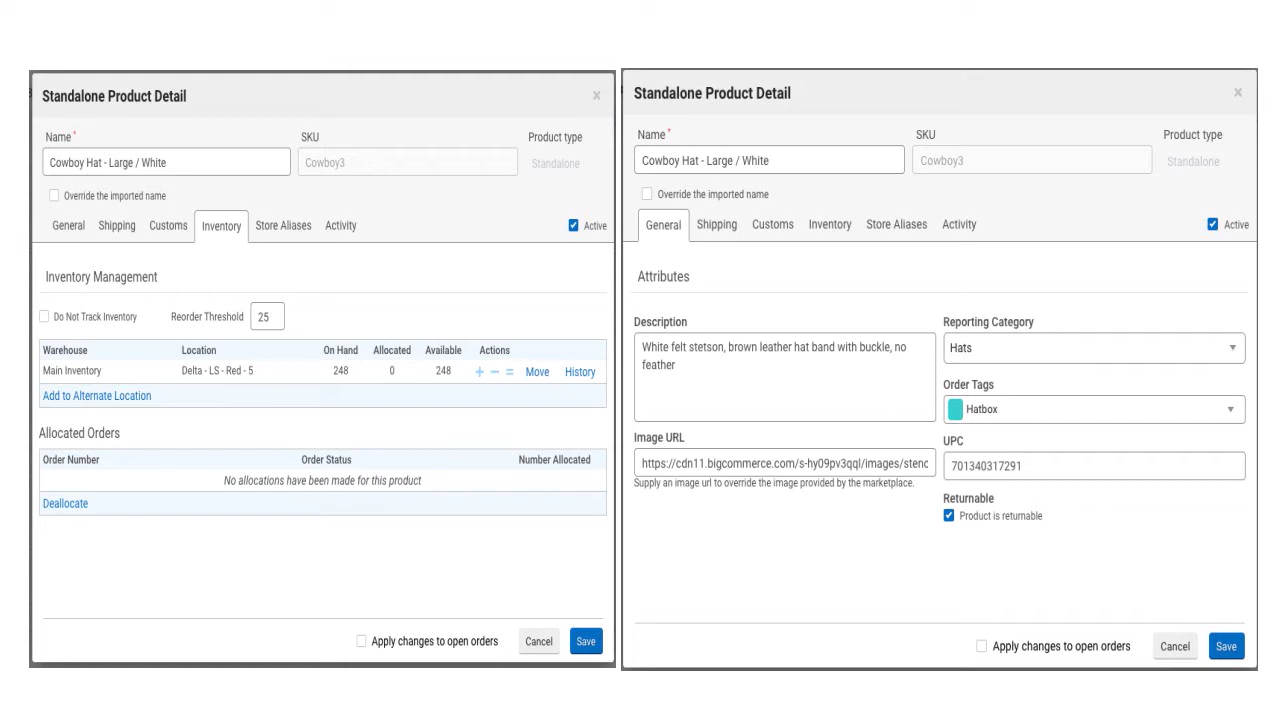 Standalone Product Detail
×
Name *
SKU
Product type
Cowboy Hat - Large / White
Cowboy3
Standalone
Override the imported name
General Shipping Customs Inventory Store Aliases Activity
Active
Inventory Management
Do Not Track Inventory
Reorder Threshold 25
Warehouse Location On Hand Allocated Available Actions
Main Inventory Delta - LS - Red - 5 248 0 248 + − = Move History
Add to Alternate Location
Allocated Orders
Order Number Order Status Number Allocated
No allocations have been made for this product
Deallocate
Apply changes to open orders
Cancel
Save
Standalone Product Detail
×
Name *
SKU
Product type
Cowboy Hat - Large / White
Cowboy3
Standalone
Override the imported name
General Shipping Customs Inventory Store Aliases Activity
Active
Attributes
Description
White felt stetson, brown leather hat band with buckle, no
feather
Image URL
https://cdn11.bigcommerce.com/s-hy09pv3qql/images/stenc
Supply an image url to override the image provided by the marketplace.
Reporting Category
Hats
Order Tags
Hatbox
UPC
701340317291
Returnable
Product is returnable
Apply changes to open orders
Cancel
Save